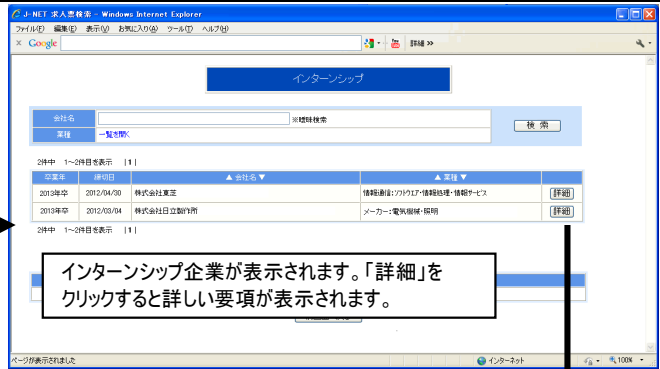 J-NET 求人票検索 - Windows Internet Explorer
ファイル(F) 編集(E) 表示(V) お気に入り(A) ツール(T) ヘルプ(H)
× Google 詳細 >>
インターンシップ
会社名 ※曖昧検索
業種 一覧を開く
検 索
2件中 1～2件目を表示 |1|
卒業年 締切日 ▲ 会社名 ▼ ▲ 業種 ▼
2013年卒 2012/04/30 株式会社東芝 情報通信:ソフトウエア・情報処理・情報サービス 詳細
2013年卒 2012/03/04 株式会社日立製作所 メーカー:電気機械・照明 詳細
2件中 1～2件目を表示 |1|
インターンシップ企業が表示されます。「詳細」を
クリックすると詳しい要項が表示されます。
ページが表示されました インターネット 100%